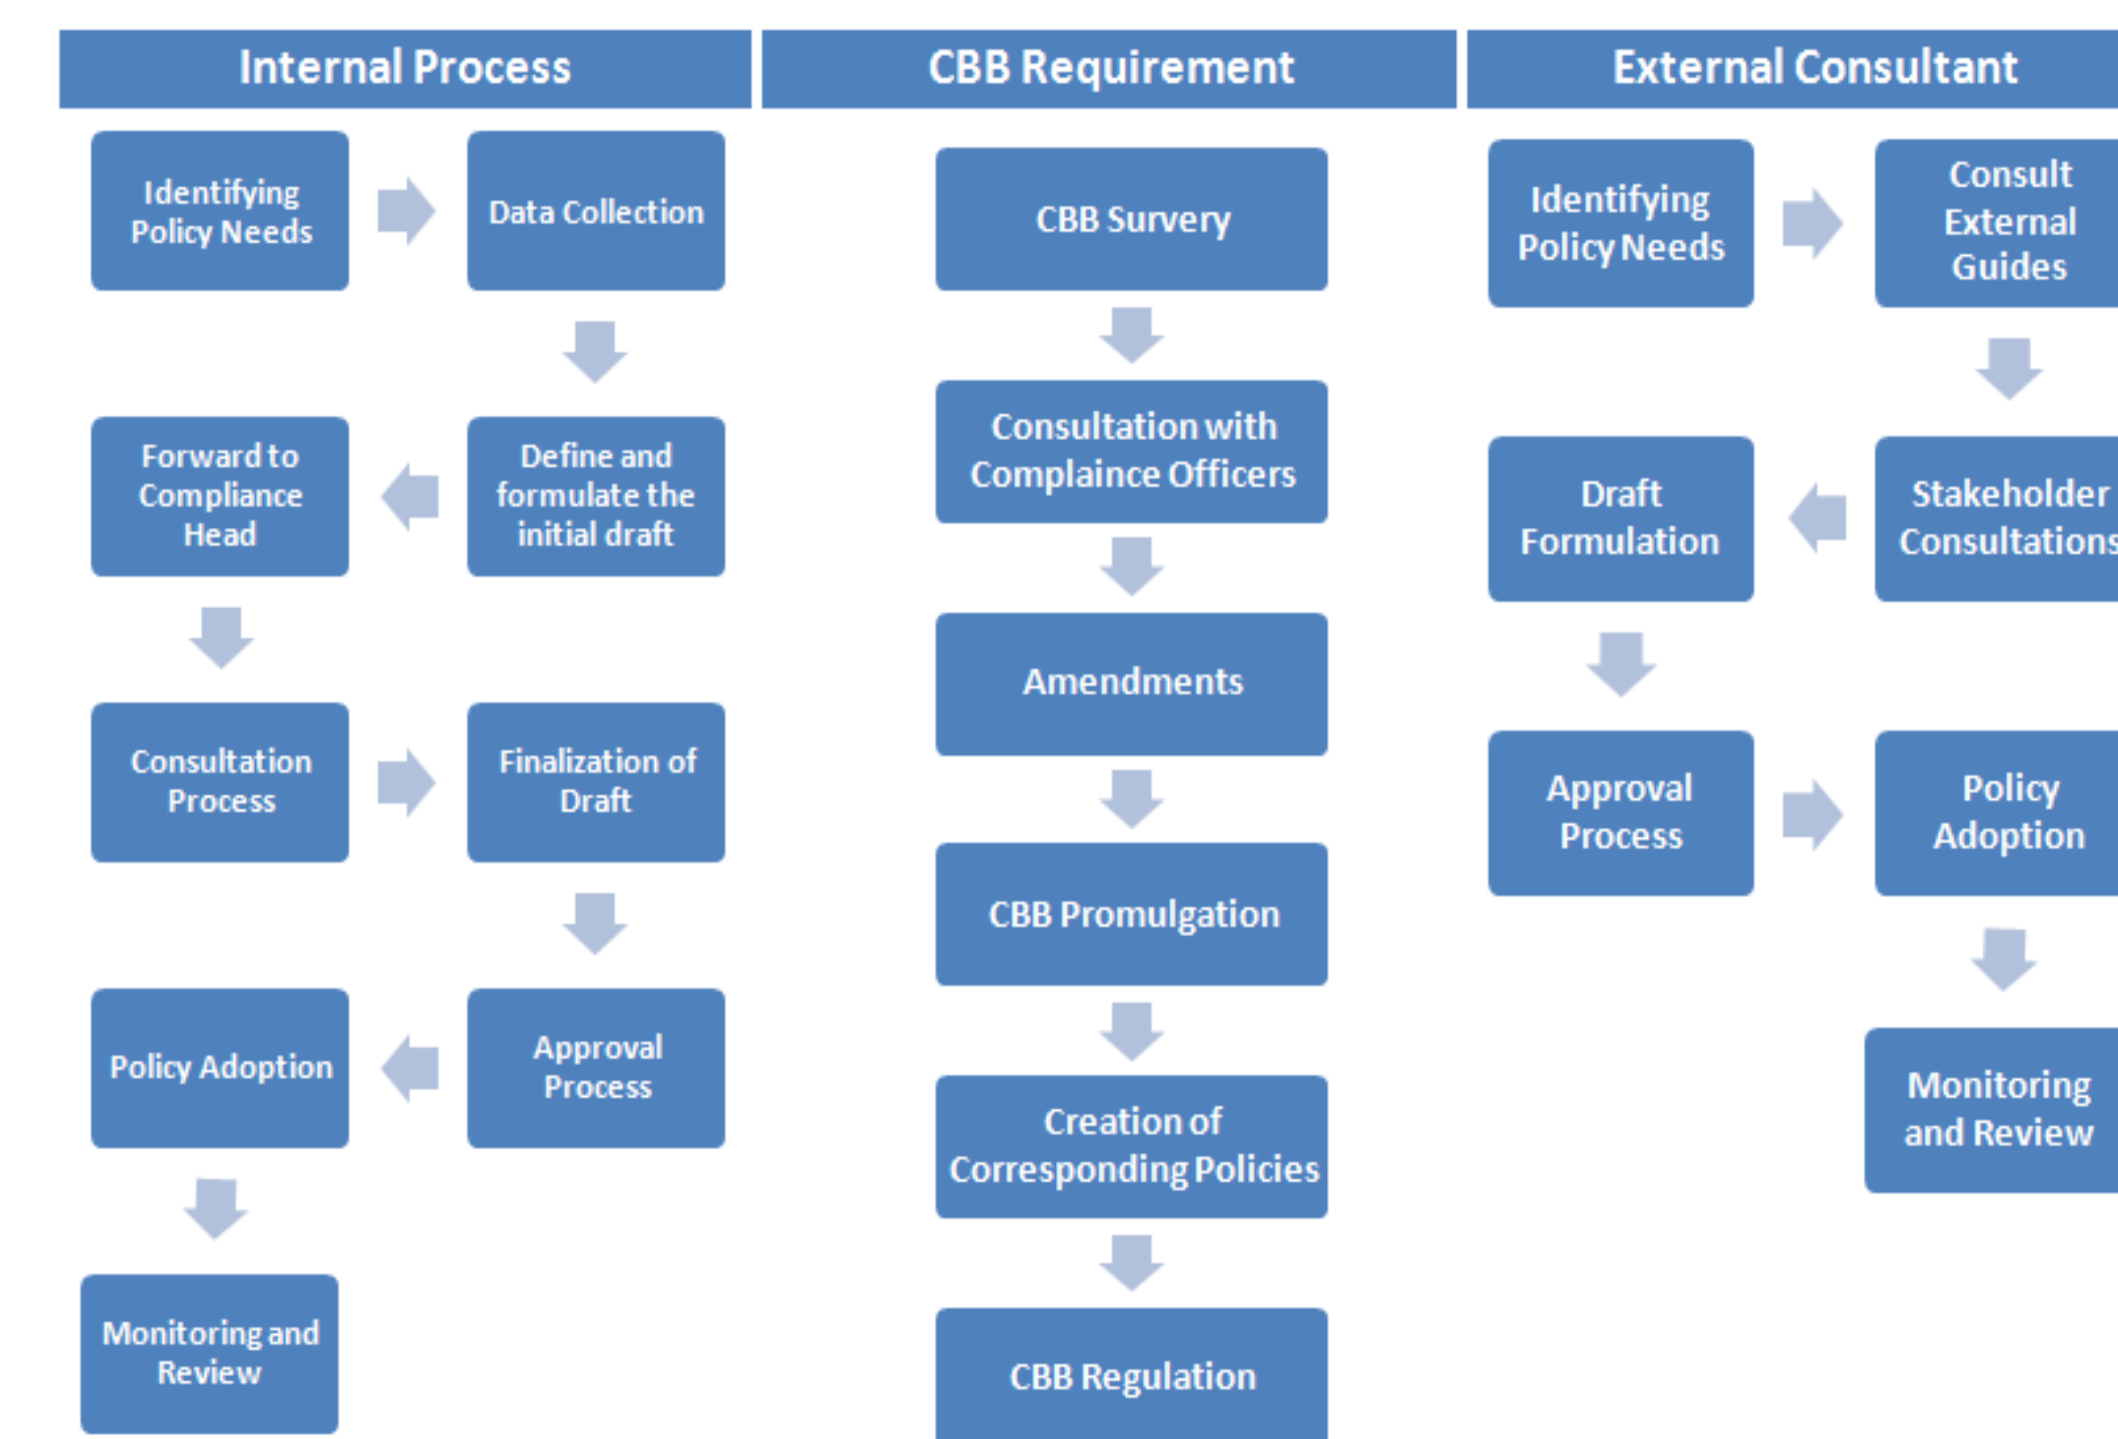 Internal Process
Identifying
Policy Needs
Data Collection
Define and
formulate the
initial draft
Forward to
Compliance
Head
Consultation
Process
Finalization of
Draft
Approval
Process
Policy Adoption
Monitoring and
Review
CBB Requirement
CBB Survery
Consultation with
Complaince Officers
Amendments
CBB Promulgation
Creation of
Corresponding Policies
CBB Regulation
External Consultant
Identifying
Policy Needs
Consult
External
Guides
Stakeholder
Consultations
Draft
Formulation
Approval
Process
Policy
Adoption
Monitoring
and Review